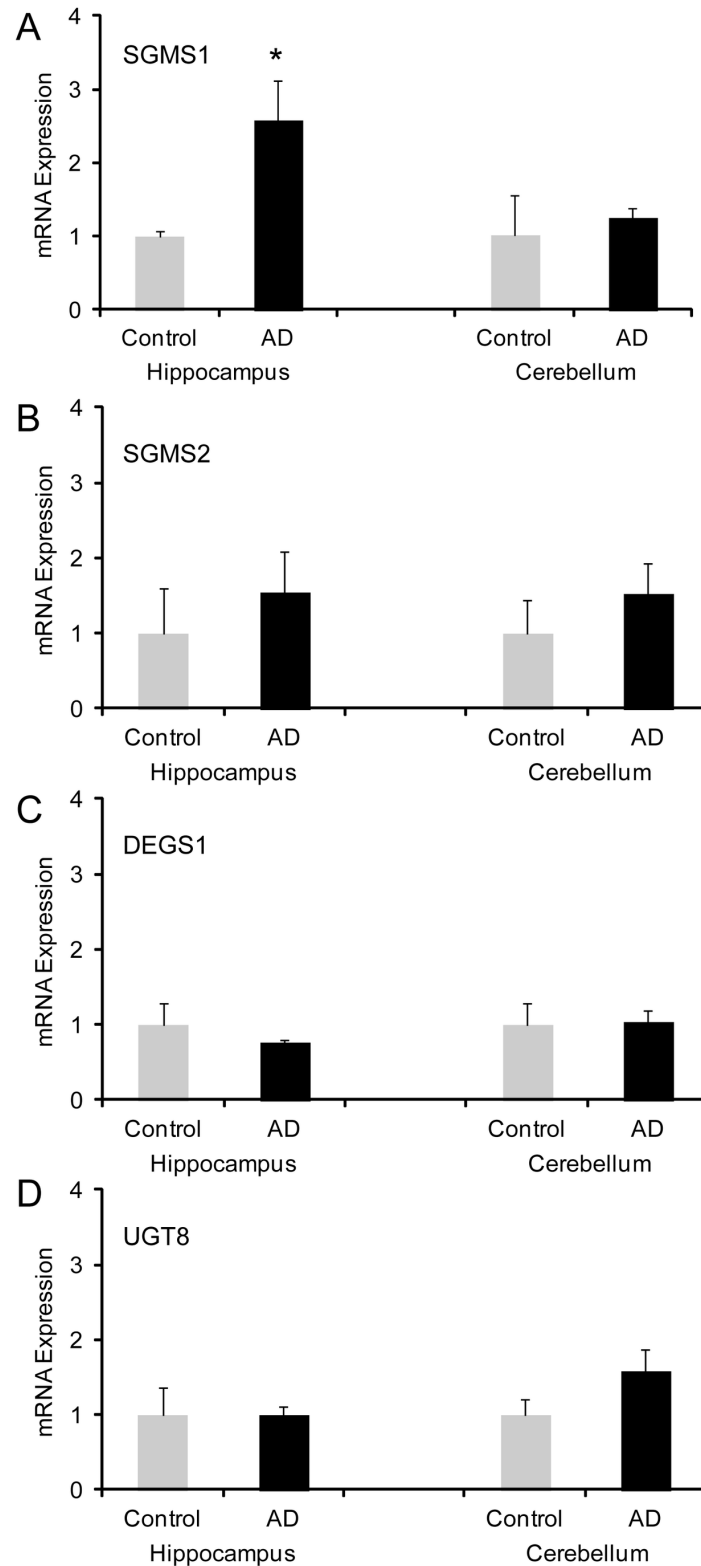 A
SGMS1
*
mRNA Expression
4
3
2
1
0
Control AD Control AD
Hippocampus Cerebellum
B
SGMS2
mRNA Expression
4
3
2
1
0
Control AD Control AD
Hippocampus Cerebellum
C
DEGS1
mRNA Expression
4
3
2
1
0
Control AD Control AD
Hippocampus Cerebellum
D
UGT8
mRNA Expression
4
3
2
1
0
Control AD Control AD
Hippocampus Cerebellum